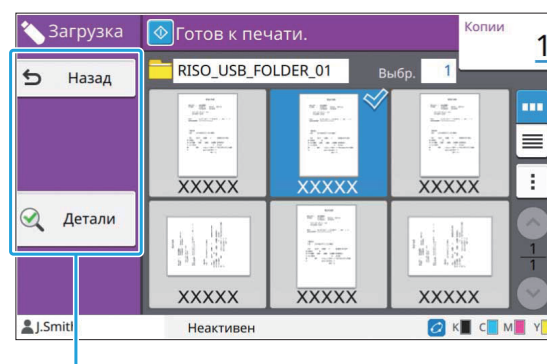 Загрузка
Готов к печати.
Копии
1
Назад
RISO_USB_FOLDER_01
Выбр. 1
XXXXX XXXXX XXXXX
Детали
1
1
XXXXX XXXXX XXXXX
J.Smith
Неактивен
K C M Y